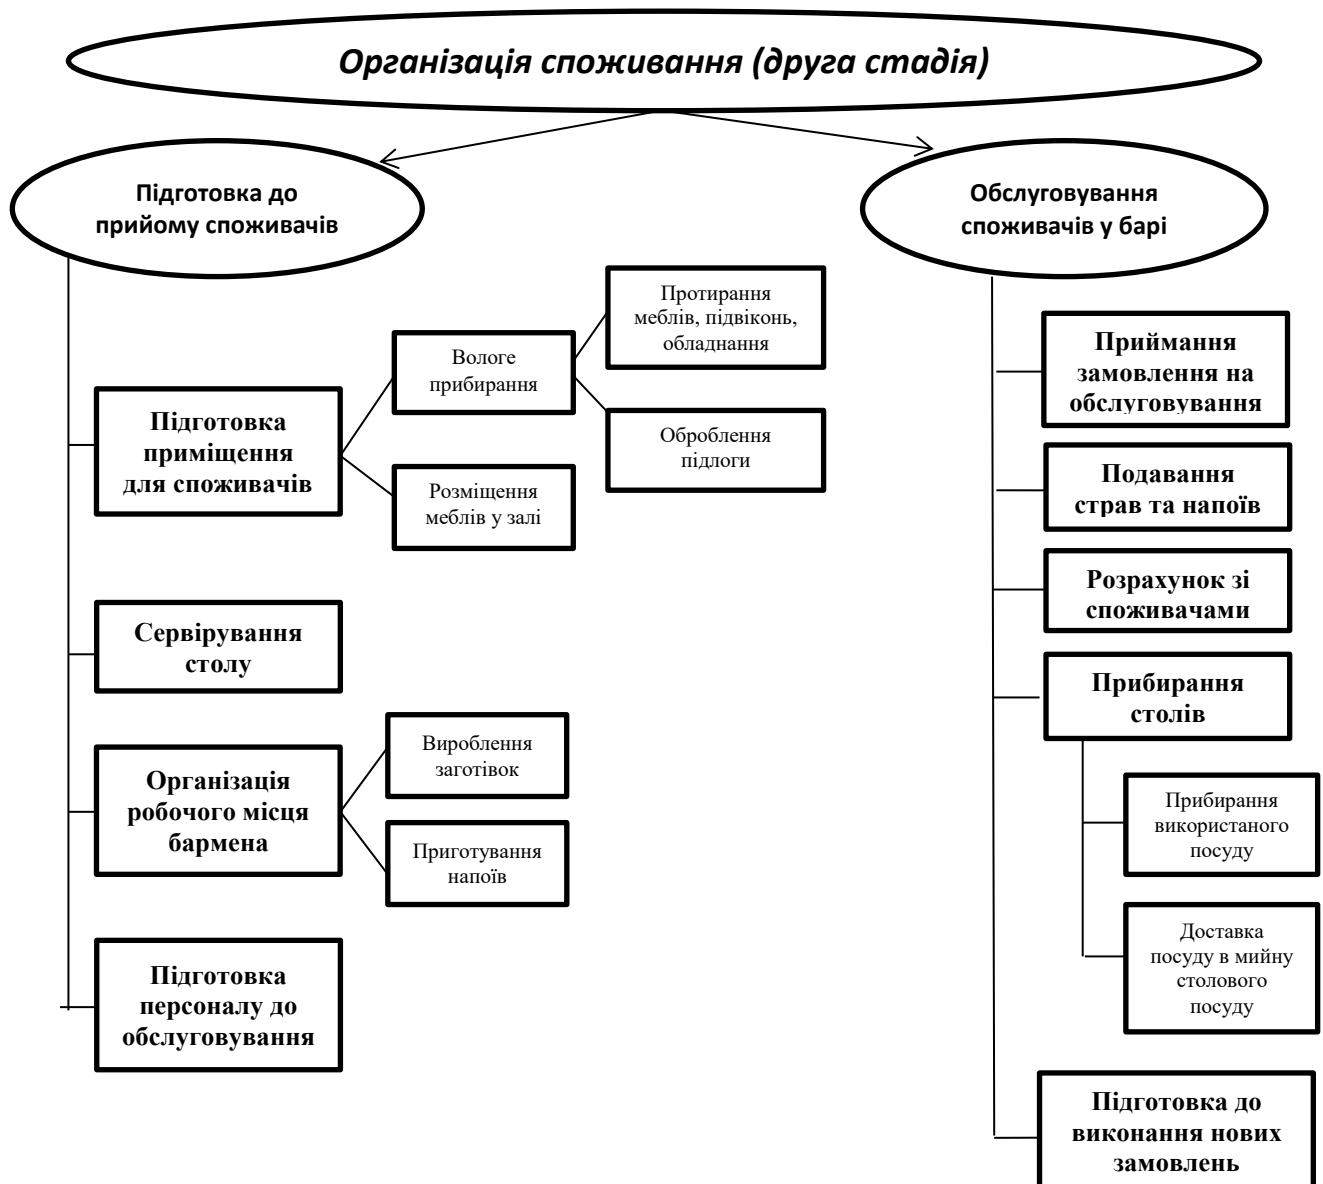 Організація споживання (друга стадія)
Підготовка до
прийому споживачів
Обслуговування
споживачів у барі
Підготовка
приміщення
для споживачів
Вологе
прибирання
Протирання
меблів, підвіконь,
обладнання
Оброблення
підлоги
Розміщення
меблів у залі
Сервірування
столу
Організація
робочого місця
бармена
Вироблення
заготівок
Приготування
напоїв
Підготовка
персоналу до
обслуговування
Приймання
замовлення на
обслуговування
Подавання
страв та напоїв
Розрахунок зі
споживачами
Прибирання
столів
Прибирання
використаного
посуду
Доставка
посуду в мийну
столового
посуду
Підготовка до
виконання нових
замовлень